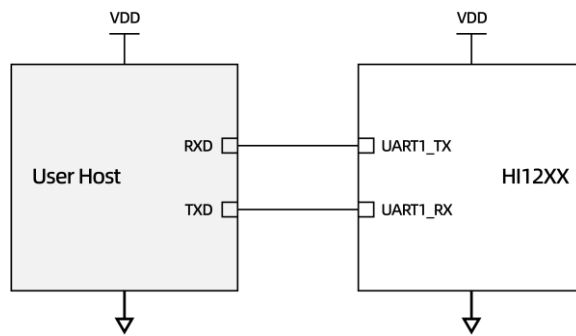 VDD VDD
RXD UART1_TX
User Host HI12XX
TXD UART1_RX